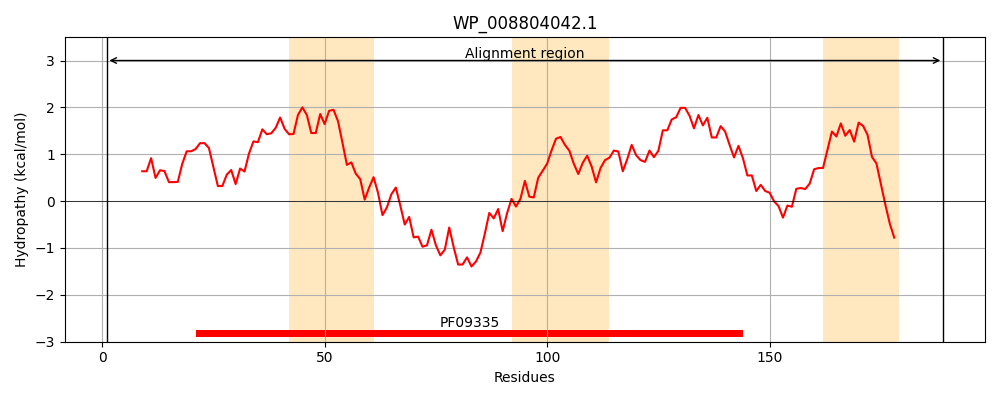 WP_008804042.1
Hydropathy (kcal/mol)
3
2
1
0
−1
−2
−3
Alignment region
PF09335
0
50
100
150
Residues